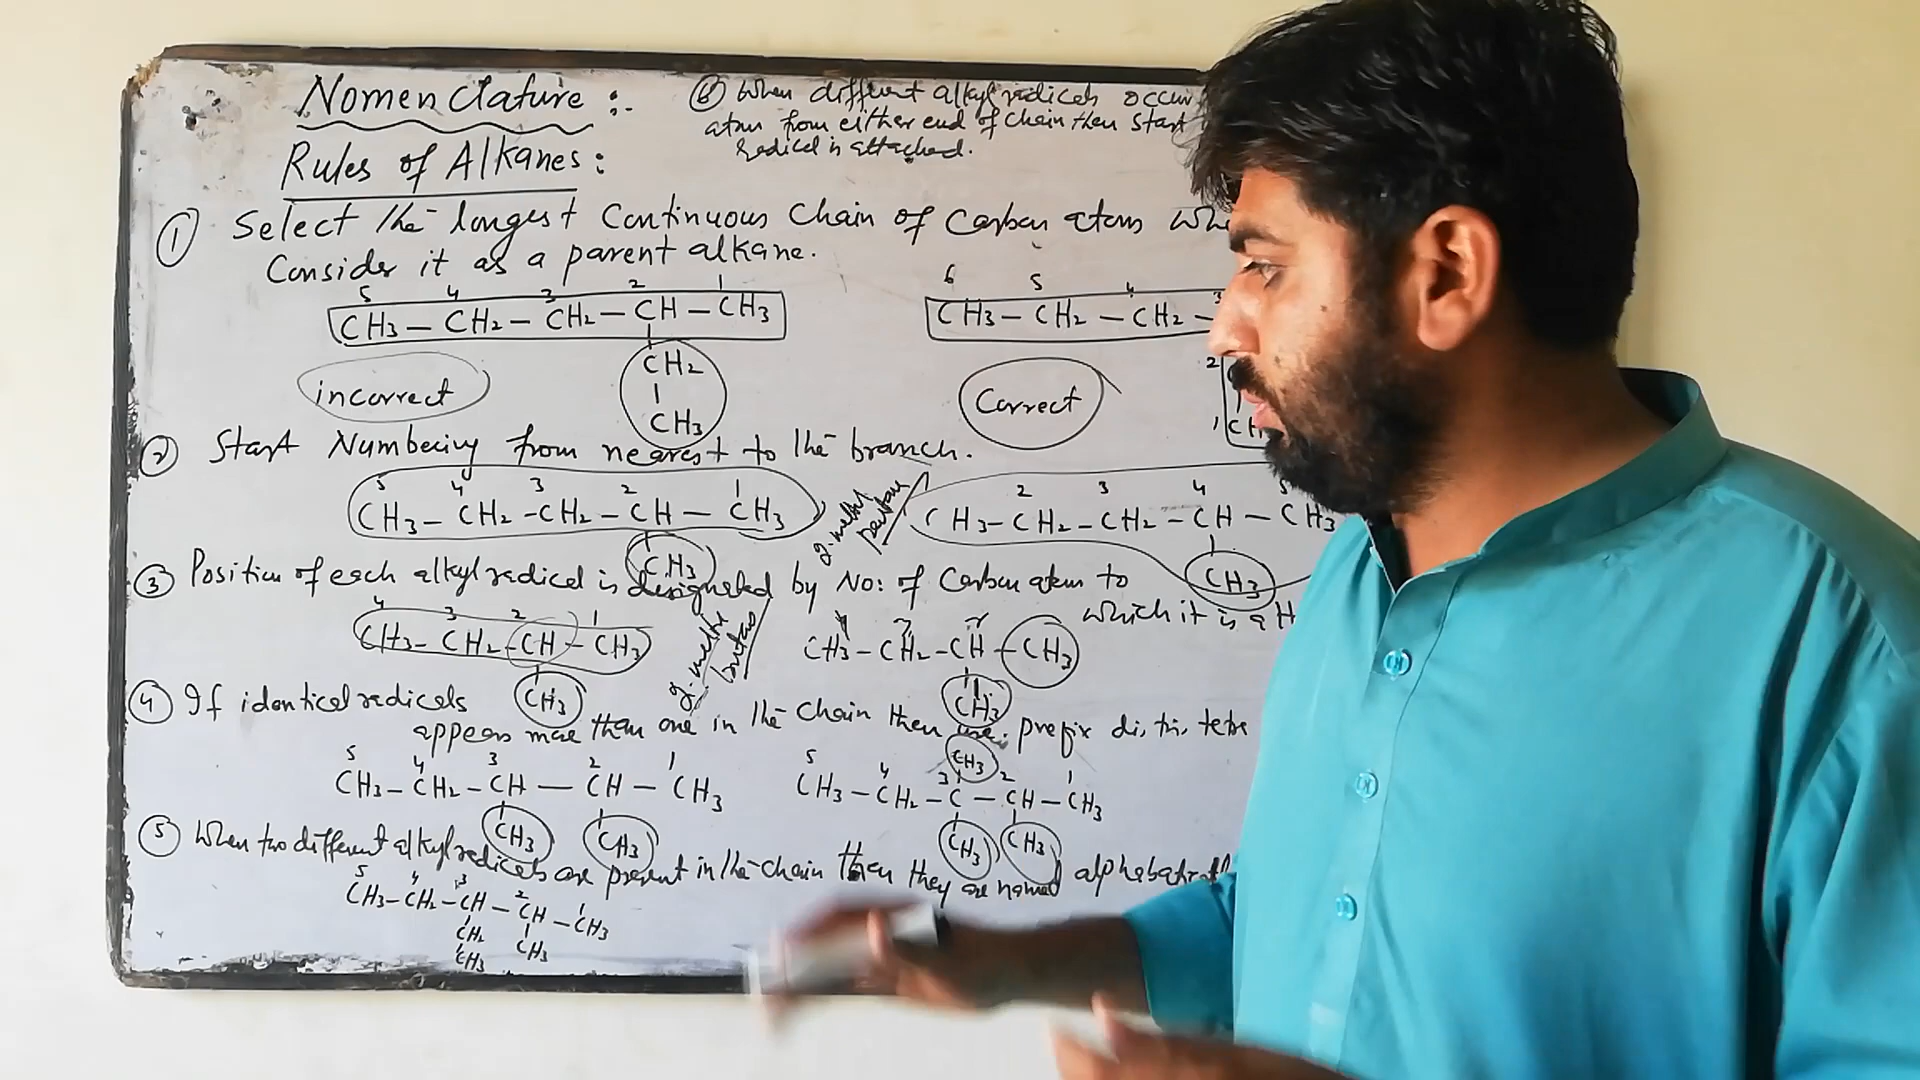 Nomenclature :-
Rules of Alkanes:
⑥ When different alkyl radicals occur
atom from either end of chain then start
radical is attached.
① Select the longest Continuous Chain of Carbon atoms
Consider it as a parent alkane.
5 4 3 2 1
CH3 — CH2 — CH2 — CH — CH3
CH2
CH3
incorrect
6 5 4 3
CH3 — CH2 — CH2 —
2
1 CH
Correct
② Start Numbering from nearest to the branch.
5 4 3 2 1
CH3 — CH2 - CH2 — CH — CH3
CH3
2-methyl
pentane
2 3 4 5
CH3 - CH2 - CH2 - CH — CH3
CH3
③ Position of each alkyl radical is designated by No: of Carbon atom to
which it is att
4 3 2 1
CH3 - CH2 - CH - CH3
CH3
CH3 - CH2 - CH - CH3
CH3
④ If identical radicals
appears more than one in the chain then use prefix di, tri, tetra
5 4 3 2 1
CH3 — CH2 — CH — CH — CH3
CH3 CH3
CH3
5 4 3 2 1
CH3 — CH2 — C — CH — CH3
CH3 CH3
⑤ When two different alkyl radicals are present in the chain then they are named
5 4 3 2 1
CH3 - CH2 - CH - CH — CH3
CH2 CH3
CH3